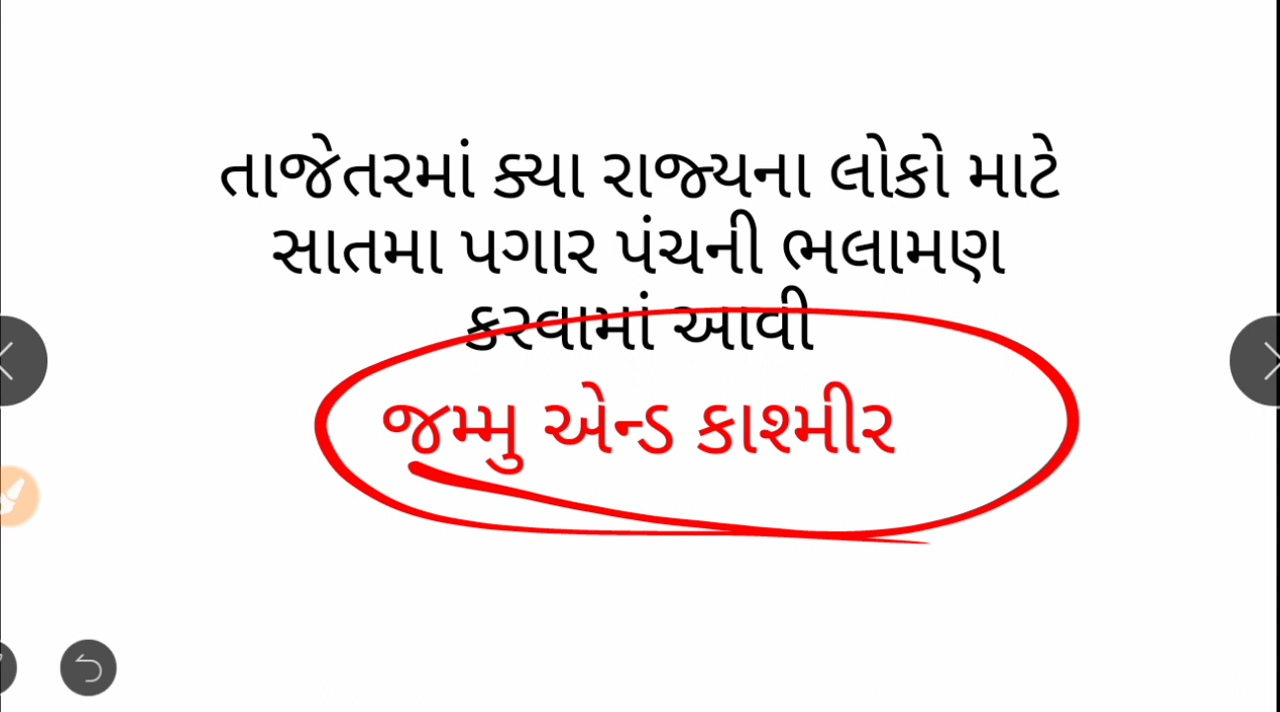 તાજેતરમાં ક્યા રાજ્યના લોકો માટે
સાતમા પગાર પંચની ભલામણ
કરવામાં આવી
જમ્મુ એન્ડ કાશ્મીર